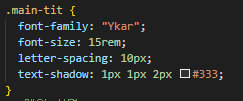 .main-tit {
font-family: "Ykar";
font-size: 15rem;
letter-spacing: 10px;
text-shadow: 1px 1px 2px #333;
}